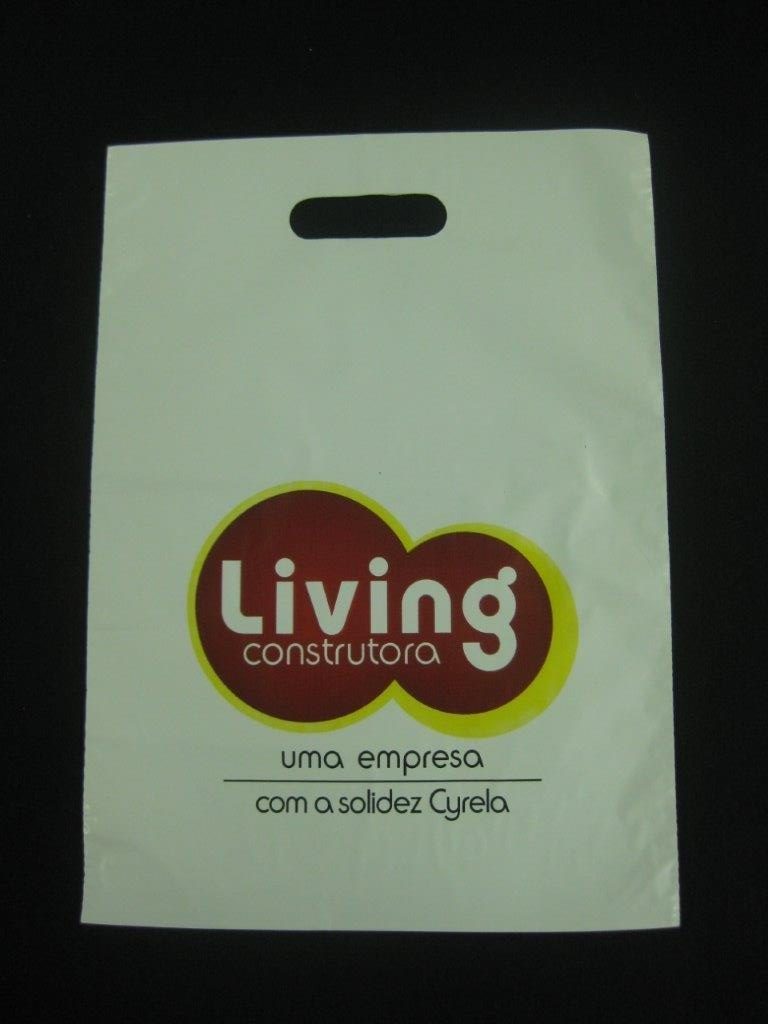 Living
construtora
uma empresa
com a solidez Cyrela